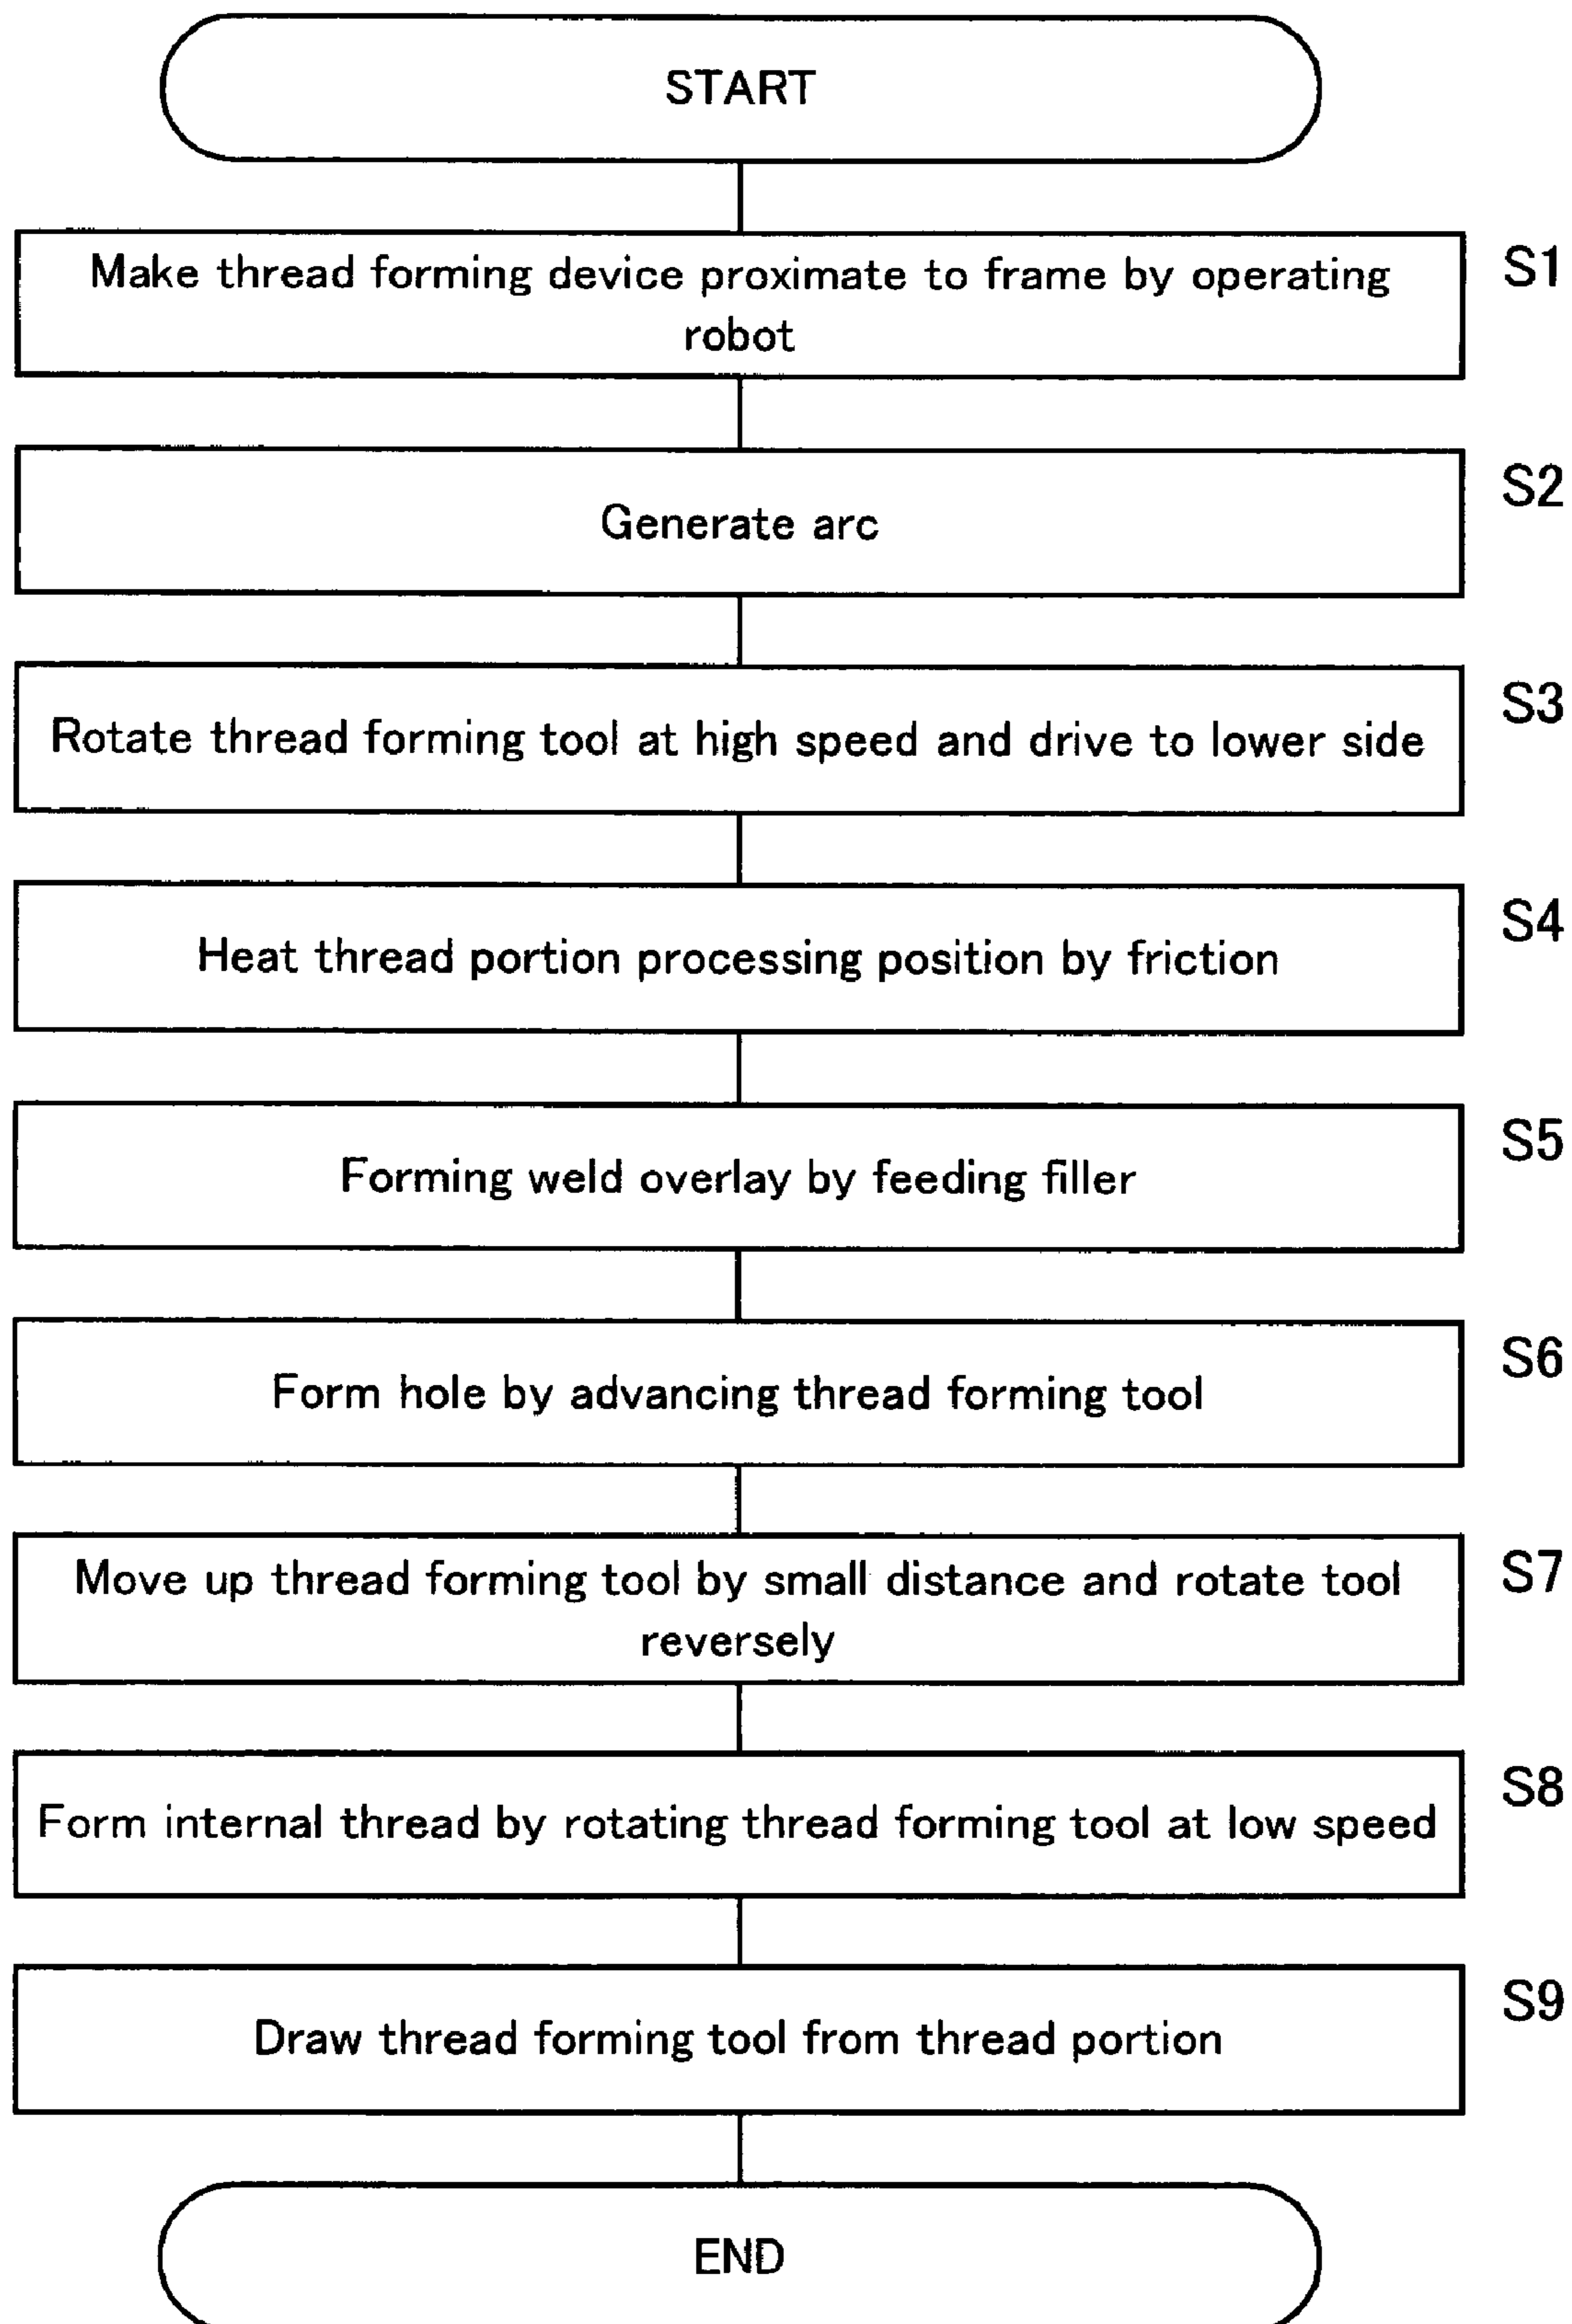 START
Make thread forming device proximate to frame by operating
robot
S1
Generate arc
S2
Rotate thread forming tool at high speed and drive to lower side
S3
Heat thread portion processing position by friction
S4
Forming weld overlay by feeding filler
S5
Form hole by advancing thread forming tool
S6
Move up thread forming tool by small distance and rotate tool
reversely
S7
Form internal thread by rotating thread forming tool at low speed
S8
Draw thread forming tool from thread portion
S9
END